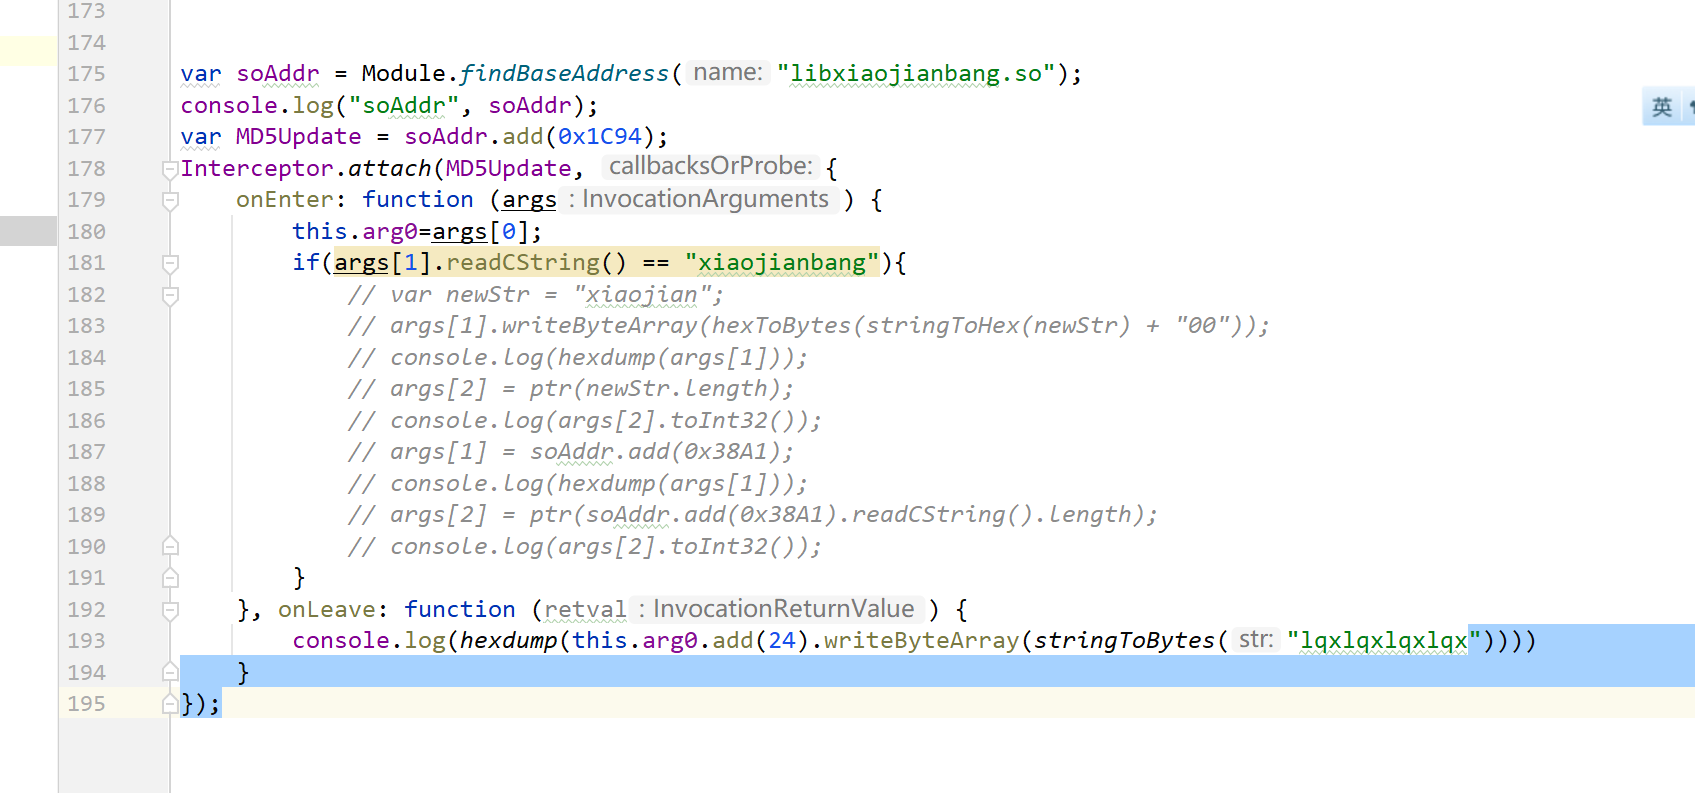 173
174
175 var soAddr = Module.findBaseAddress( name: "libxiaojianbang.so");
176 console.log("soAddr", soAddr);
英
177 var MD5Update = soAddr.add(0x1C94);
178 Interceptor.attach(MD5Update, callbacksOrProbe: {
179 onEnter: function (args : InvocationArguments ) {
180 this.arg0=args[0];
181 if(args[1].readCString() == "xiaojianbang"){
182 // var newStr = "xiaojian";
183 // args[1].writeByteArray(hexToBytes(stringToHex(newStr) + "00"));
184 // console.log(hexdump(args[1]));
185 // args[2] = ptr(newStr.length);
186 // console.log(args[2].toInt32());
187 // args[1] = soAddr.add(0x38A1);
188 // console.log(hexdump(args[1]));
189 // args[2] = ptr(soAddr.add(0x38A1).readCString().length);
190 // console.log(args[2].toInt32());
191 }
192 }, onLeave: function (retval : InvocationReturnValue ) {
193 console.log(hexdump(this.arg0.add(24).writeByteArray(stringToBytes( str: "lqxlqxlqxlqx"))))
194 }
195 });